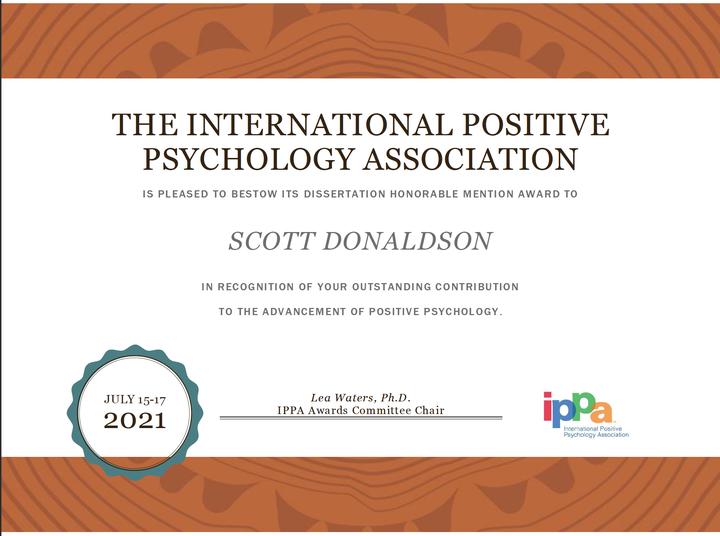 THE INTERNATIONAL POSITIVE
PSYCHOLOGY ASSOCIATION
IS PLEASED TO BESTOW ITS DISSERTATION HONORABLE MENTION AWARD TO
SCOTT DONALDSON
IN RECOGNITION OF YOUR OUTSTANDING CONTRIBUTION
TO THE ADVANCEMENT OF POSITIVE PSYCHOLOGY.
JULY 15-17
2021
Lea Waters, Ph.D.
IPPA Awards Committee Chair
ippa
International Positive
Psychology Association